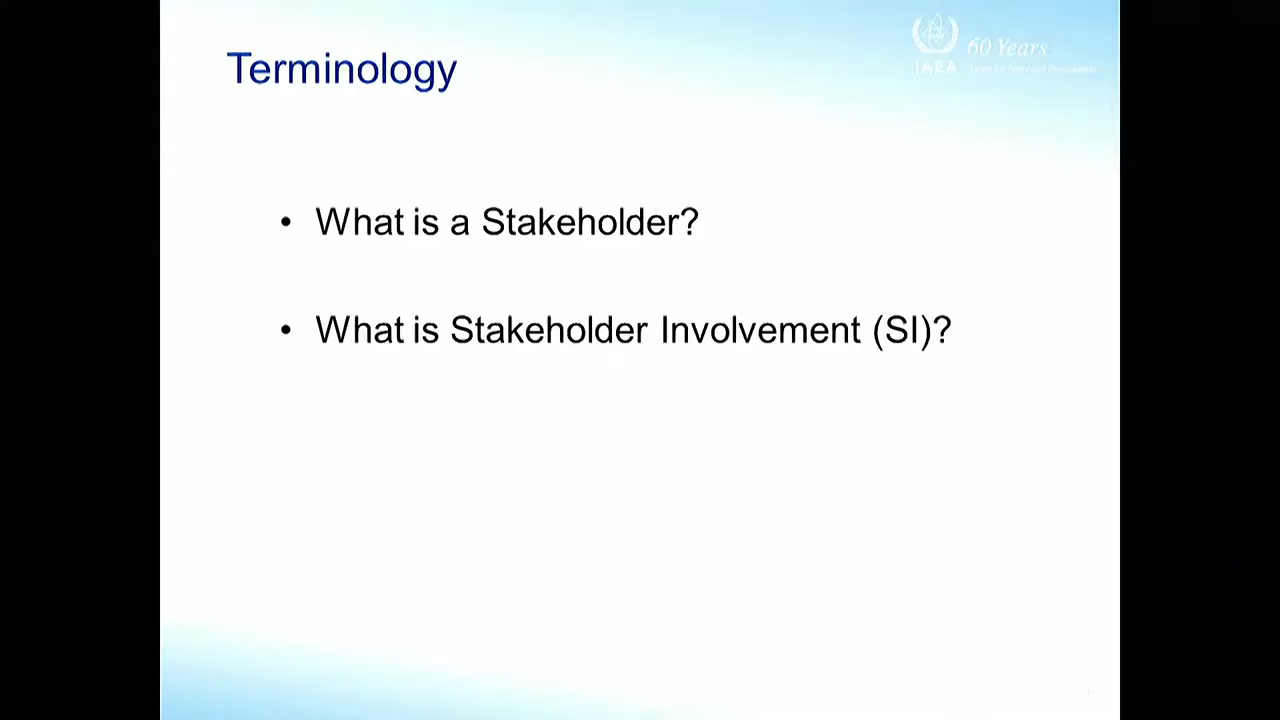 Terminology
60 Years
IAEA
• What is a Stakeholder?
• What is Stakeholder Involvement (SI)?